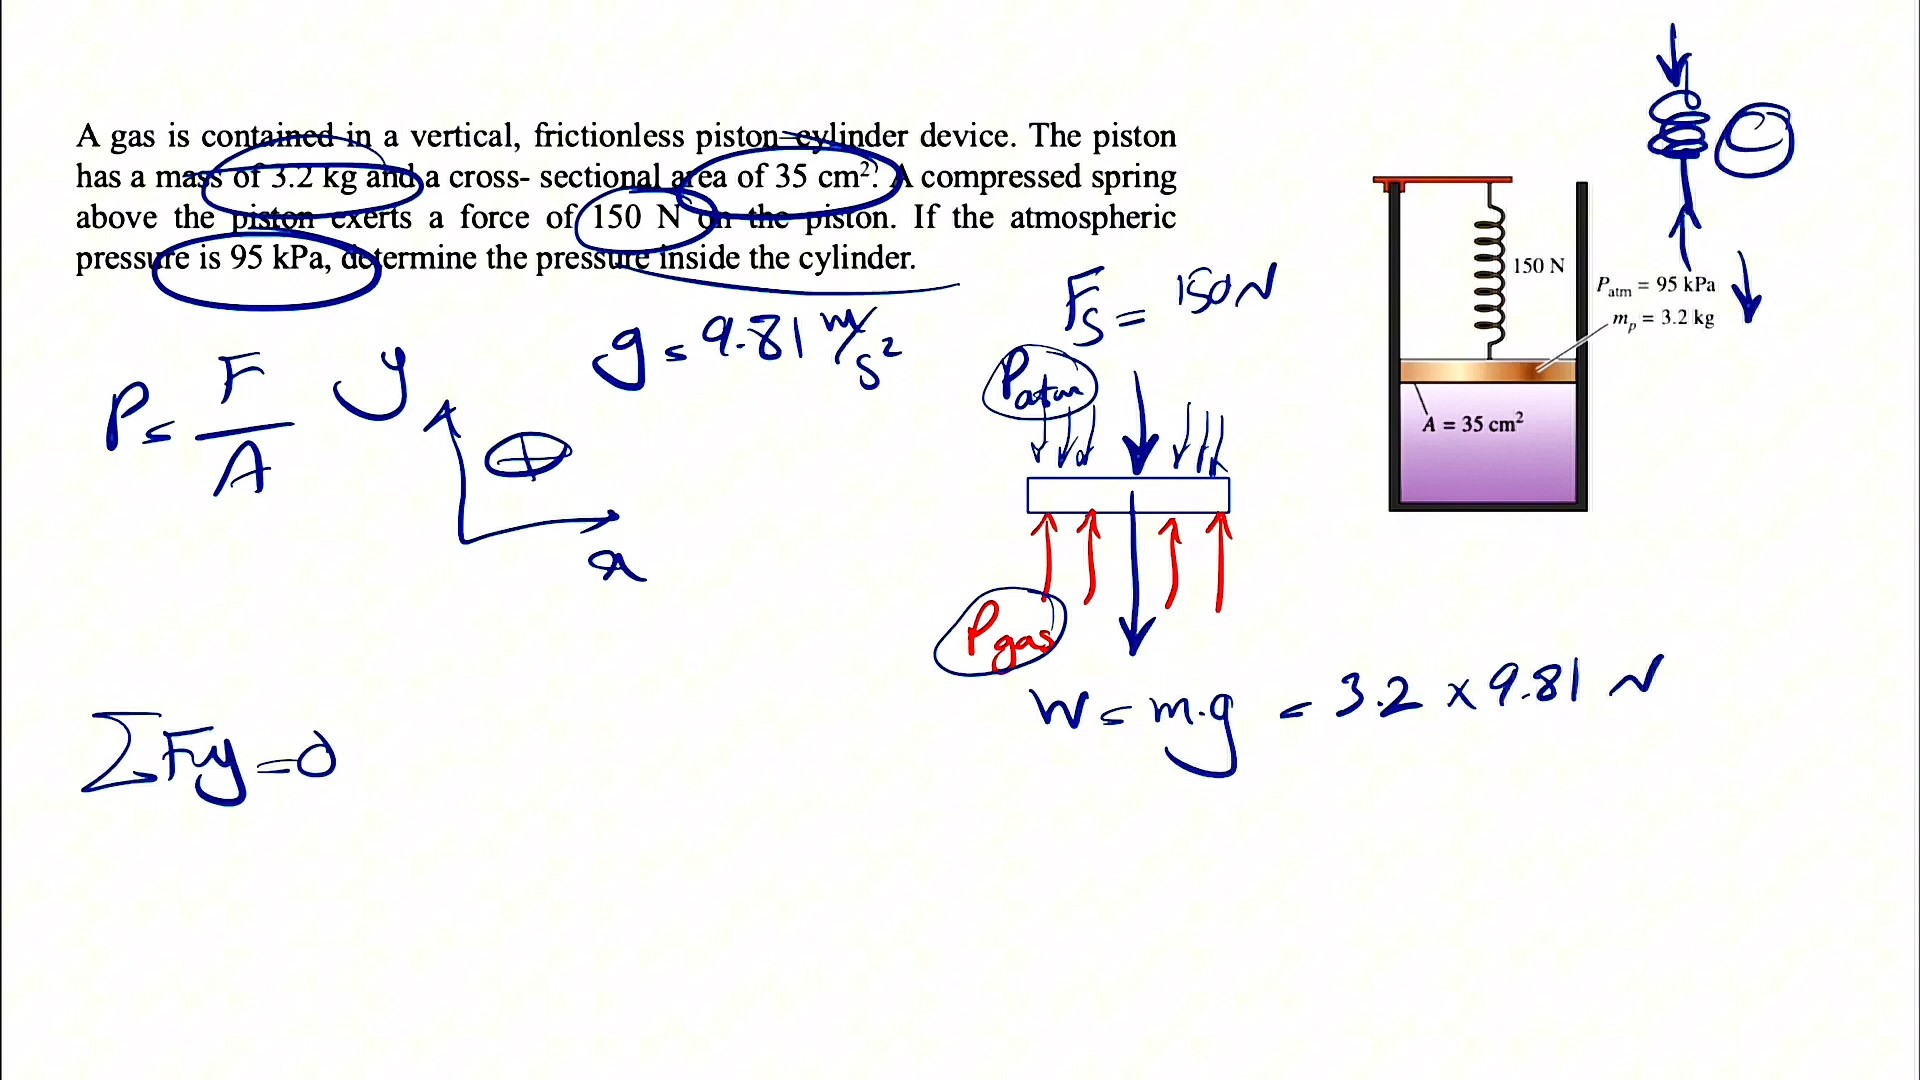 A gas is contained in a vertical, frictionless piston–cylinder device. The piston
has a mass of 3.2 kg and a cross- sectional area of 35 cm². A compressed spring
above the piston exerts a force of 150 N on the piston. If the atmospheric
pressure is 95 kPa, determine the pressure inside the cylinder.
150 N
Patm = 95 kPa
mp = 3.2 kg
A = 35 cm²
P = F/A
y
x
g = 9.81 m/s²
Fs = 150 N
Patm
Pgas
W = m.g = 3.2 × 9.81 N
ΣFy = 0